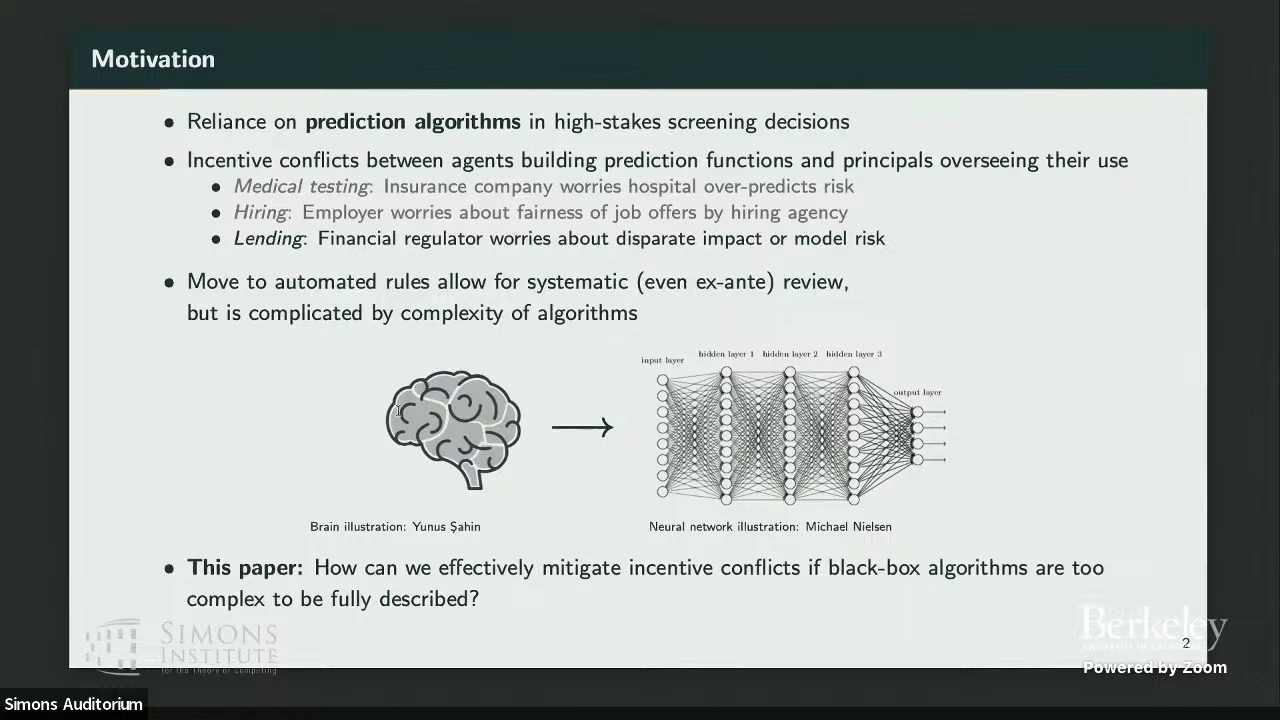 Motivation
• Reliance on prediction algorithms in high-stakes screening decisions
• Incentive conflicts between agents building prediction functions and principals overseeing their use
• Medical testing: Insurance company worries hospital over-predicts risk
• Hiring: Employer worries about fairness of job offers by hiring agency
• Lending: Financial regulator worries about disparate impact or model risk
• Move to automated rules allow for systematic (even ex-ante) review,
but is complicated by complexity of algorithms
input layer
hidden layer 1
hidden layer 2
hidden layer 3
output layer
Brain illustration: Yunus Şahin
Neural network illustration: Michael Nielsen
• This paper: How can we effectively mitigate incentive conflicts if black-box algorithms are too
complex to be fully described?
SIMONS
INSTITUTE
for the Theory of Computing
Berkeley
2
Powered by Zoom
Simons Auditorium